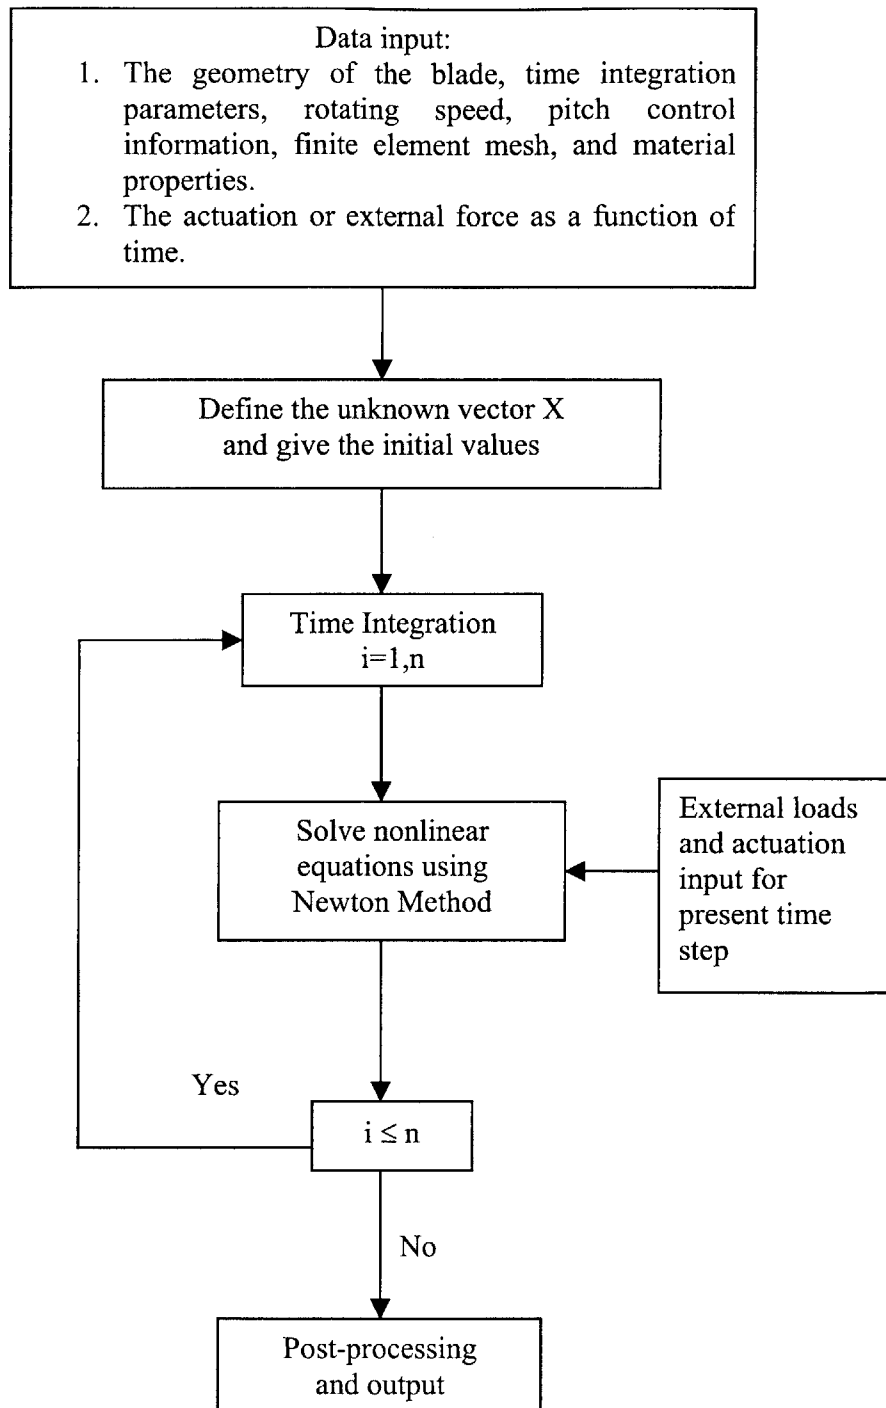 Data input:
1. The geometry of the blade, time integration
parameters, rotating speed, pitch control
information, finite element mesh, and material
properties.
2. The actuation or external force as a function of
time.
Define the unknown vector X
and give the initial values
Time Integration
i=1,n
Solve nonlinear
equations using
Newton Method
External loads
and actuation
input for
present time
step
Yes
i ≤ n
No
Post-processing
and output